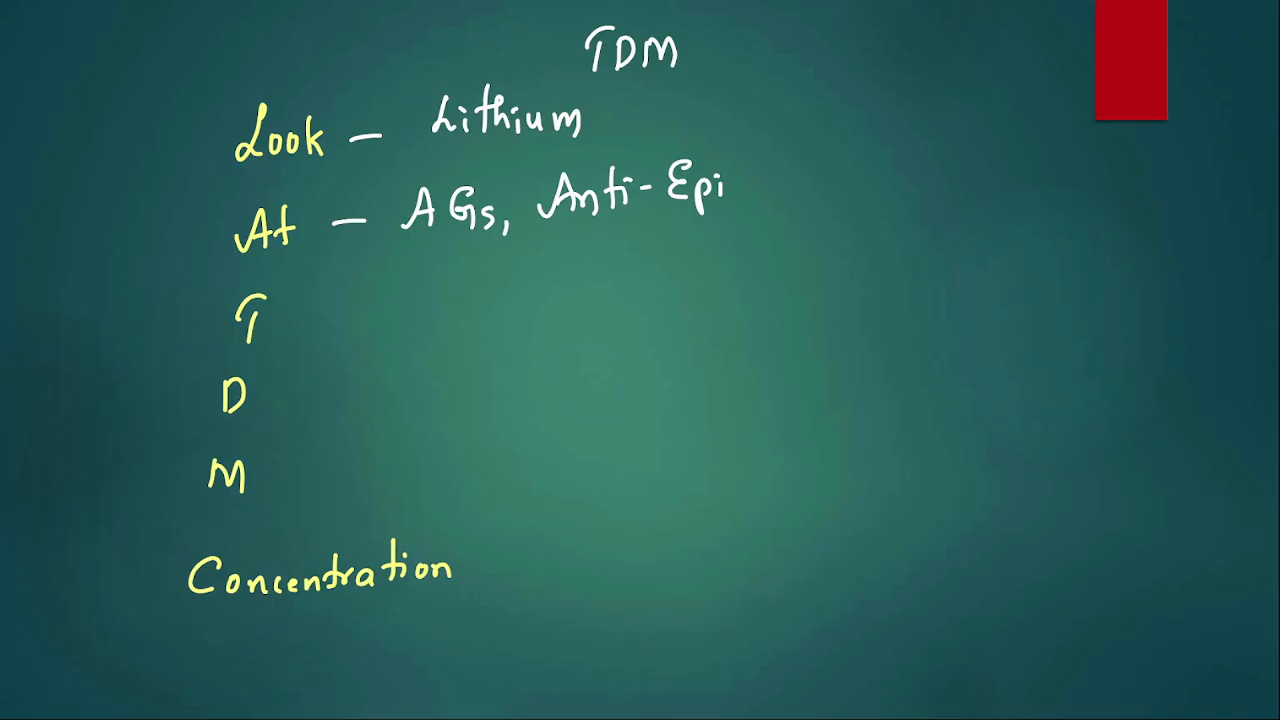 TDM
Look - Lithium
At - AGs, Anti-Epi
T
D
M
Concentration